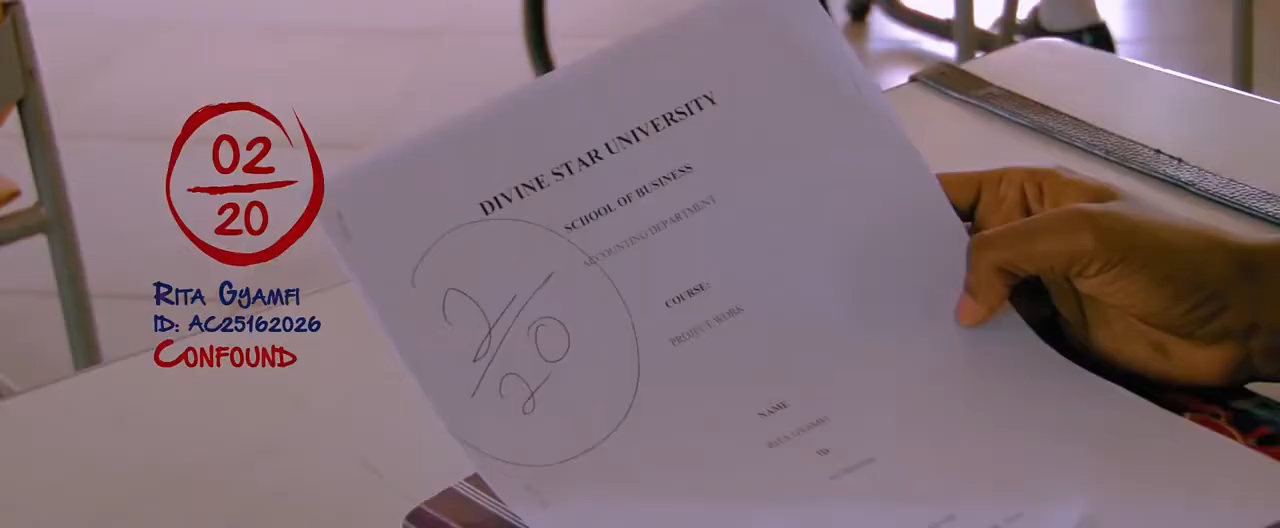 02
20
RITA GYAMFI
ID: AC25162026
CONFOUND
DIVINE STAR UNIVERSITY
SCHOOL OF BUSINESS
ACCOUNTING DEPARTMENT
2/20
COURSE:
PROJECT WORK
NAME
RITA GYAMFI
ID